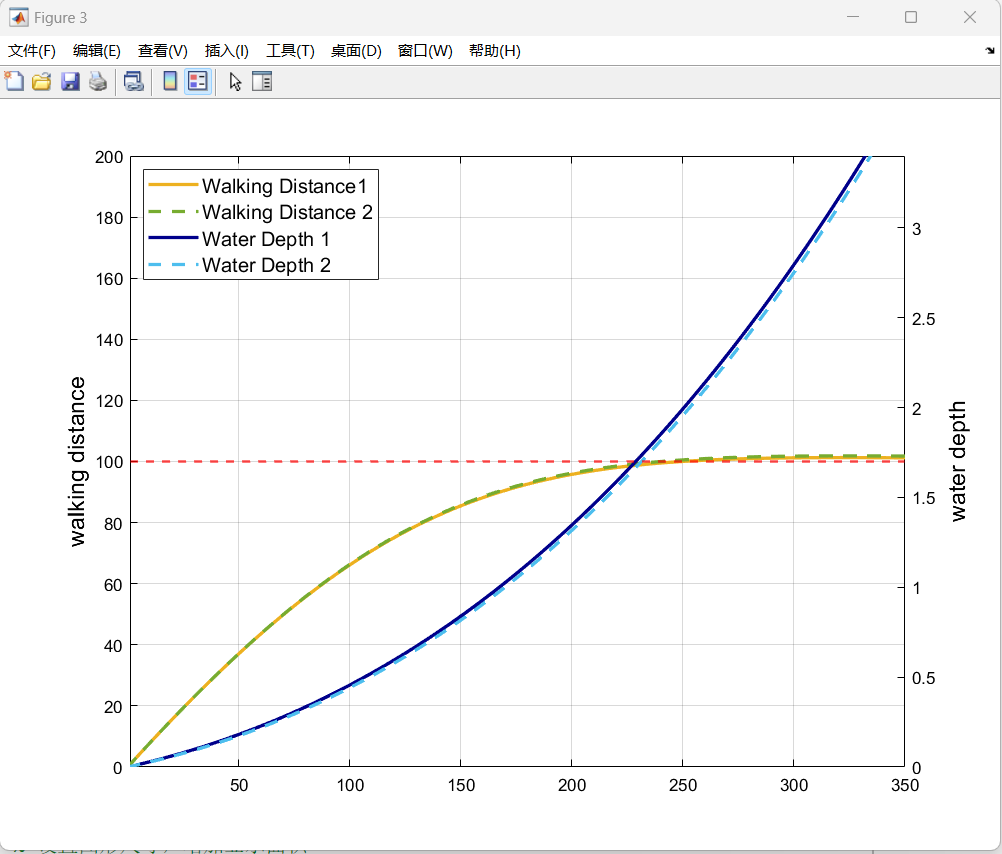 Figure 3
文件(F) 编辑(E) 查看(V) 插入(I) 工具(T) 桌面(D) 窗口(W) 帮助(H)
Walking Distance1
Walking Distance 2
Water Depth 1
Water Depth 2
walking distance
200
180
160
140
120
100
80
60
40
20
0
50 100 150 200 250 300 350
3
2.5
2
1.5
1
0.5
0
water depth